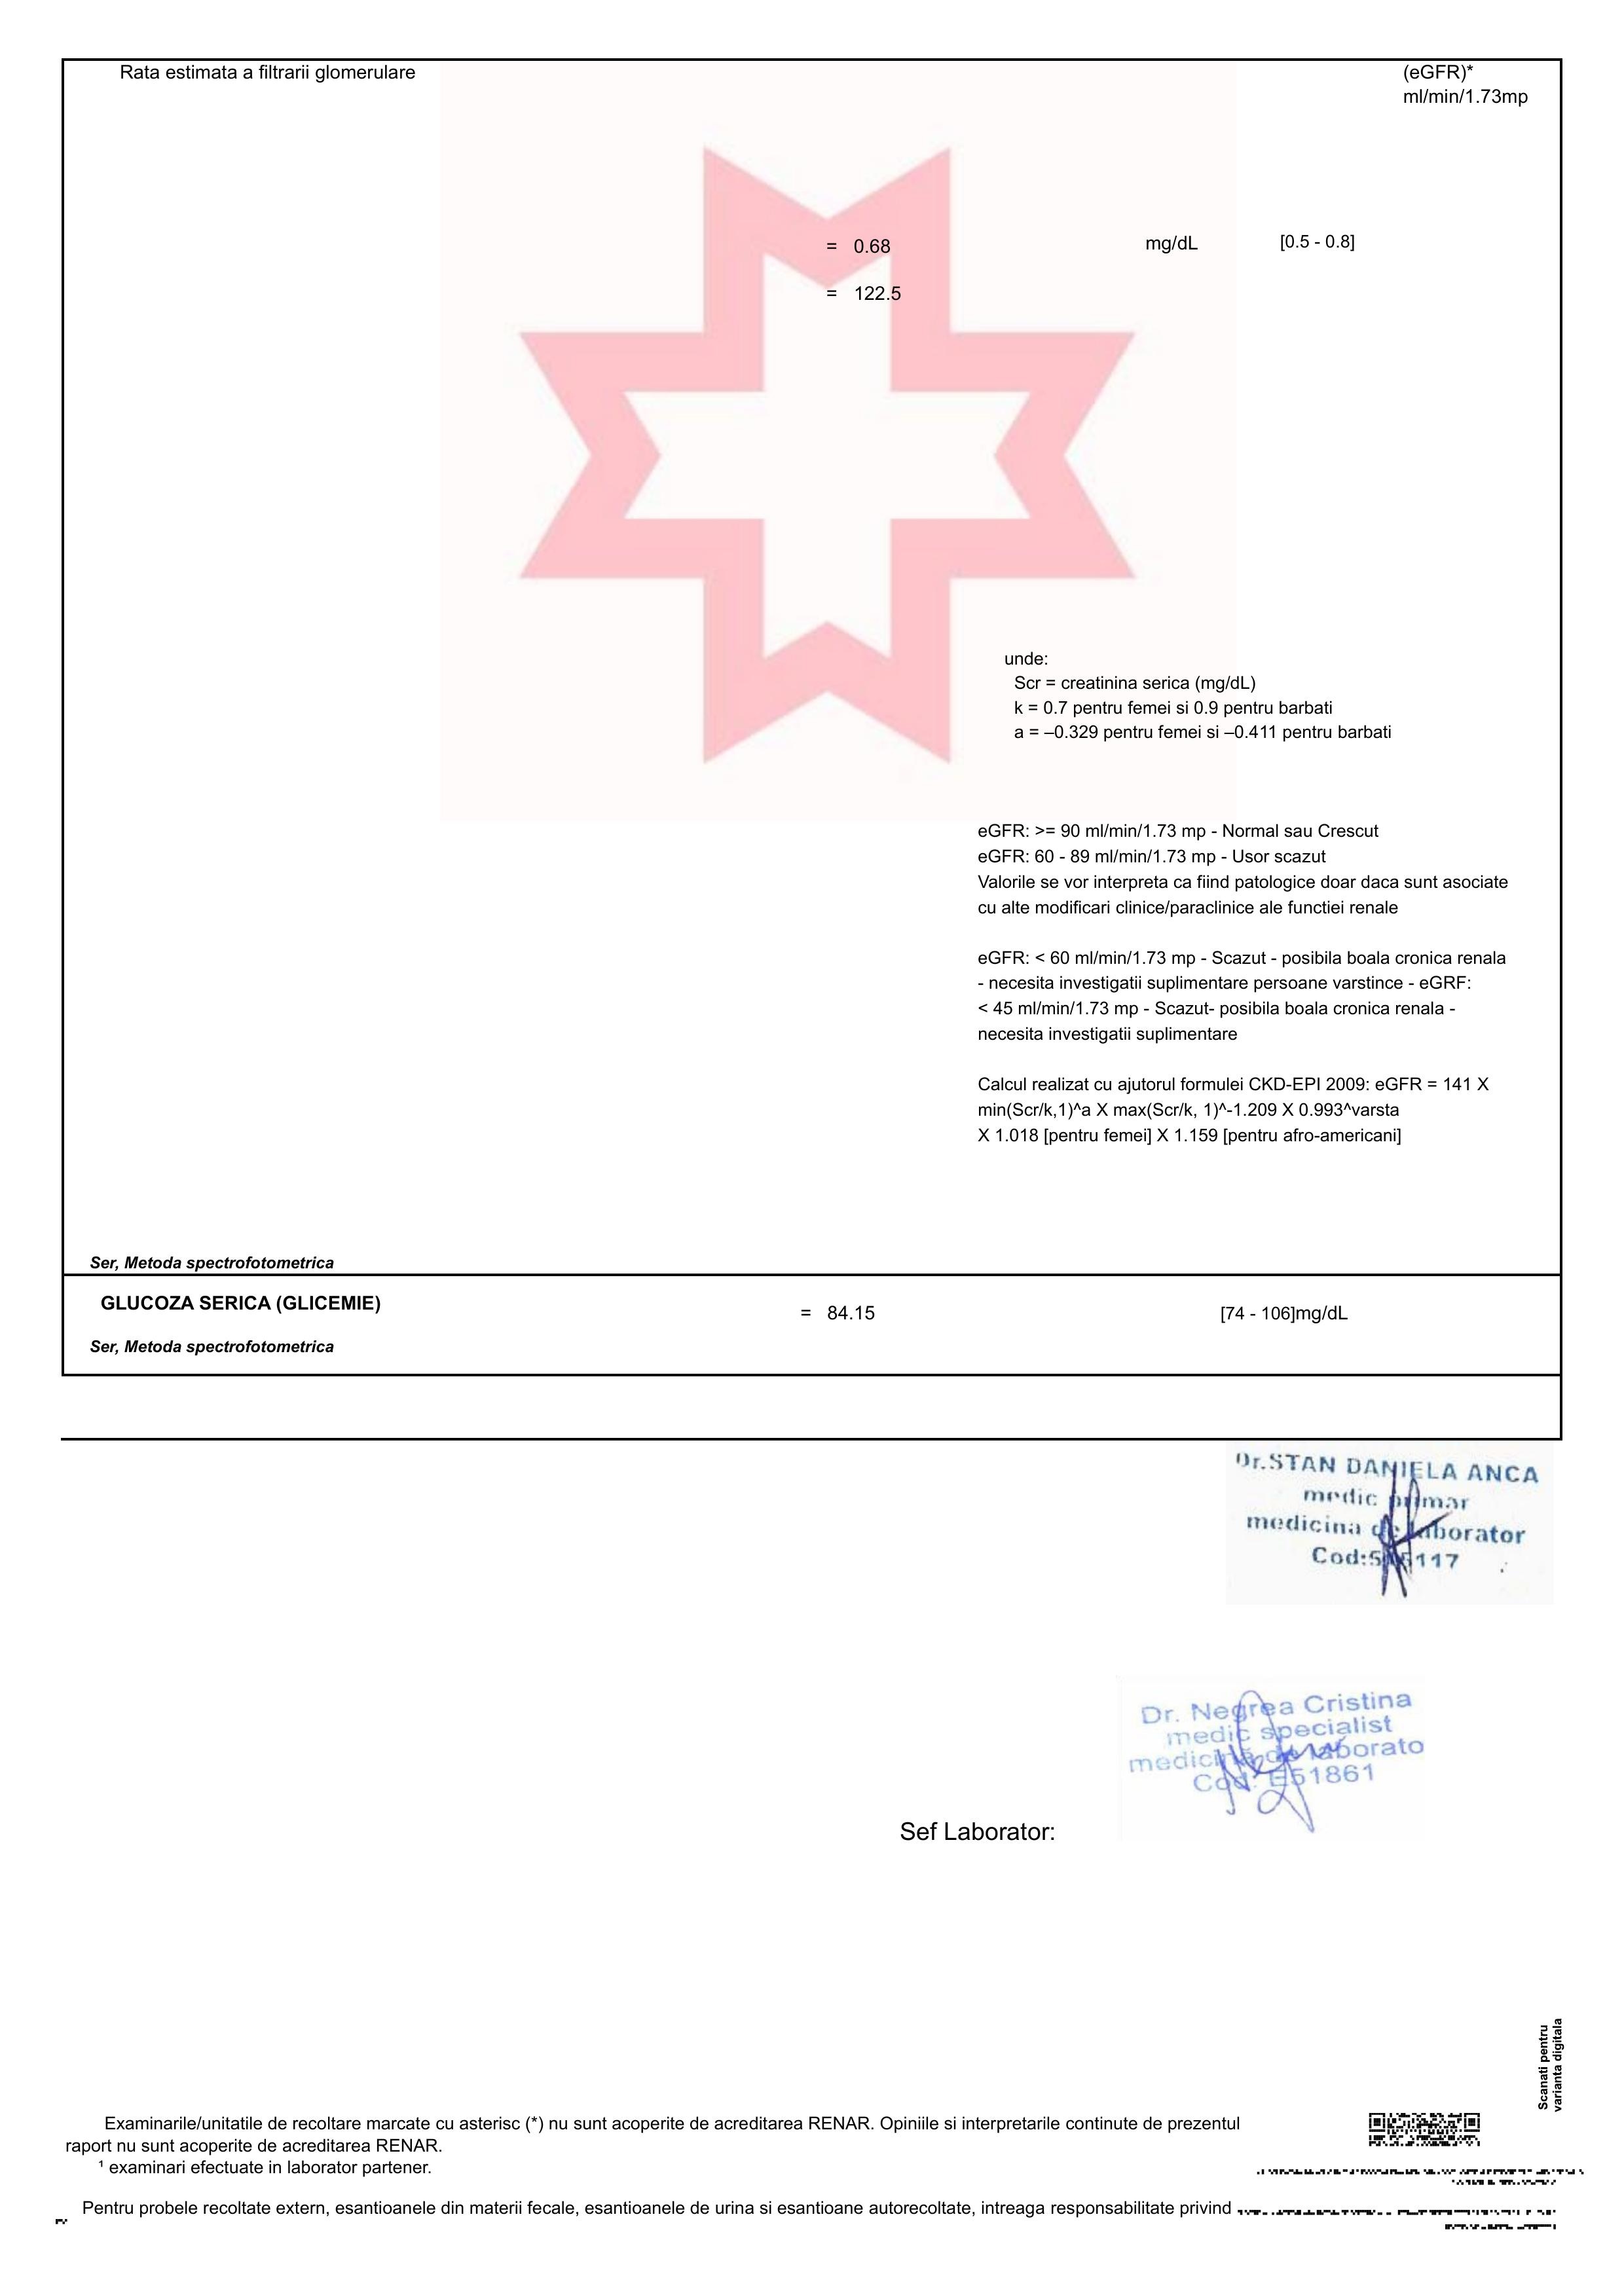 Rata estimata a filtrarii glomerulare (eGFR)*
ml/min/1.73mp
= 0.68 mg/dL [0.5 - 0.8]
= 122.5
unde:
Scr = creatinina serica (mg/dL)
k = 0.7 pentru femei si 0.9 pentru barbati
a = –0.329 pentru femei si –0.411 pentru barbati
eGFR: >= 90 ml/min/1.73 mp - Normal sau Crescut
eGFR: 60 - 89 ml/min/1.73 mp - Usor scazut
Valorile se vor interpreta ca fiind patologice doar daca sunt asociate
cu alte modificari clinice/paraclinice ale functiei renale
eGFR: < 60 ml/min/1.73 mp - Scazut - posibila boala cronica renala
- necesita investigatii suplimentare persoane varstince - eGRF:
< 45 ml/min/1.73 mp - Scazut- posibila boala cronica renala -
necesita investigatii suplimentare
Calcul realizat cu ajutorul formulei CKD-EPI 2009: eGFR = 141 X
min(Scr/k,1)^a X max(Scr/k, 1)^-1.209 X 0.993^varsta
X 1.018 [pentru femei] X 1.159 [pentru afro-americani]
Ser, Metoda spectrofotometrica
GLUCOZA SERICA (GLICEMIE) = 84.15 [74 - 106]mg/dL
Ser, Metoda spectrofotometrica
Dr.STAN DANIELA ANCA
medic primar
medicina de laborator
Dr. Negrea Cristina
medic specialist
medicină de laborato
Cod: E51861
Sef Laborator:
Scanati pentru
varianta digitala
Examinarile/unitatile de recoltare marcate cu asterisc (*) nu sunt acoperite de acreditarea RENAR. Opiniile si interpretarile continute de prezentul
raport nu sunt acoperite de acreditarea RENAR.
¹ examinari efectuate in laborator partener.
Pentru probele recoltate extern, esantioanele din materii fecale, esantioanele de urina si esantioane autorecoltate, intreaga responsabilitate privind